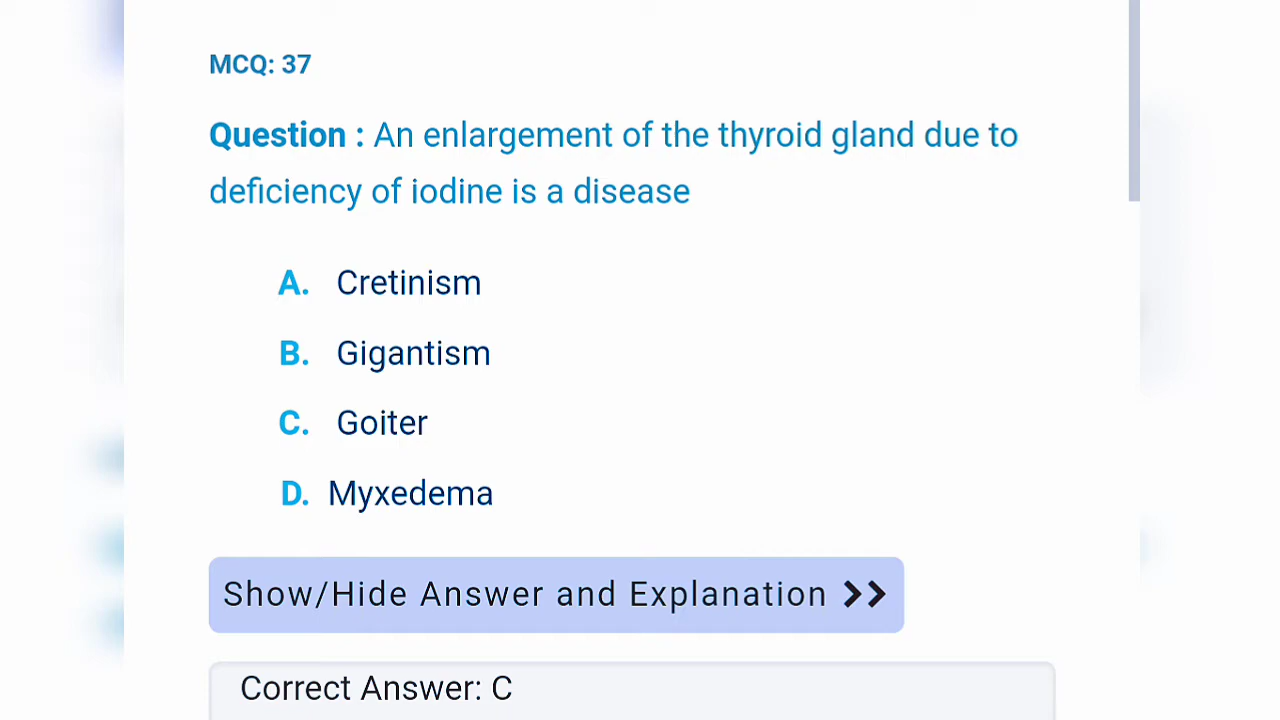 MCQ: 37
Question : An enlargement of the thyroid gland due to
deficiency of iodine is a disease
A. Cretinism
B. Gigantism
C. Goiter
D. Myxedema
Show/Hide Answer and Explanation >>
Correct Answer: C